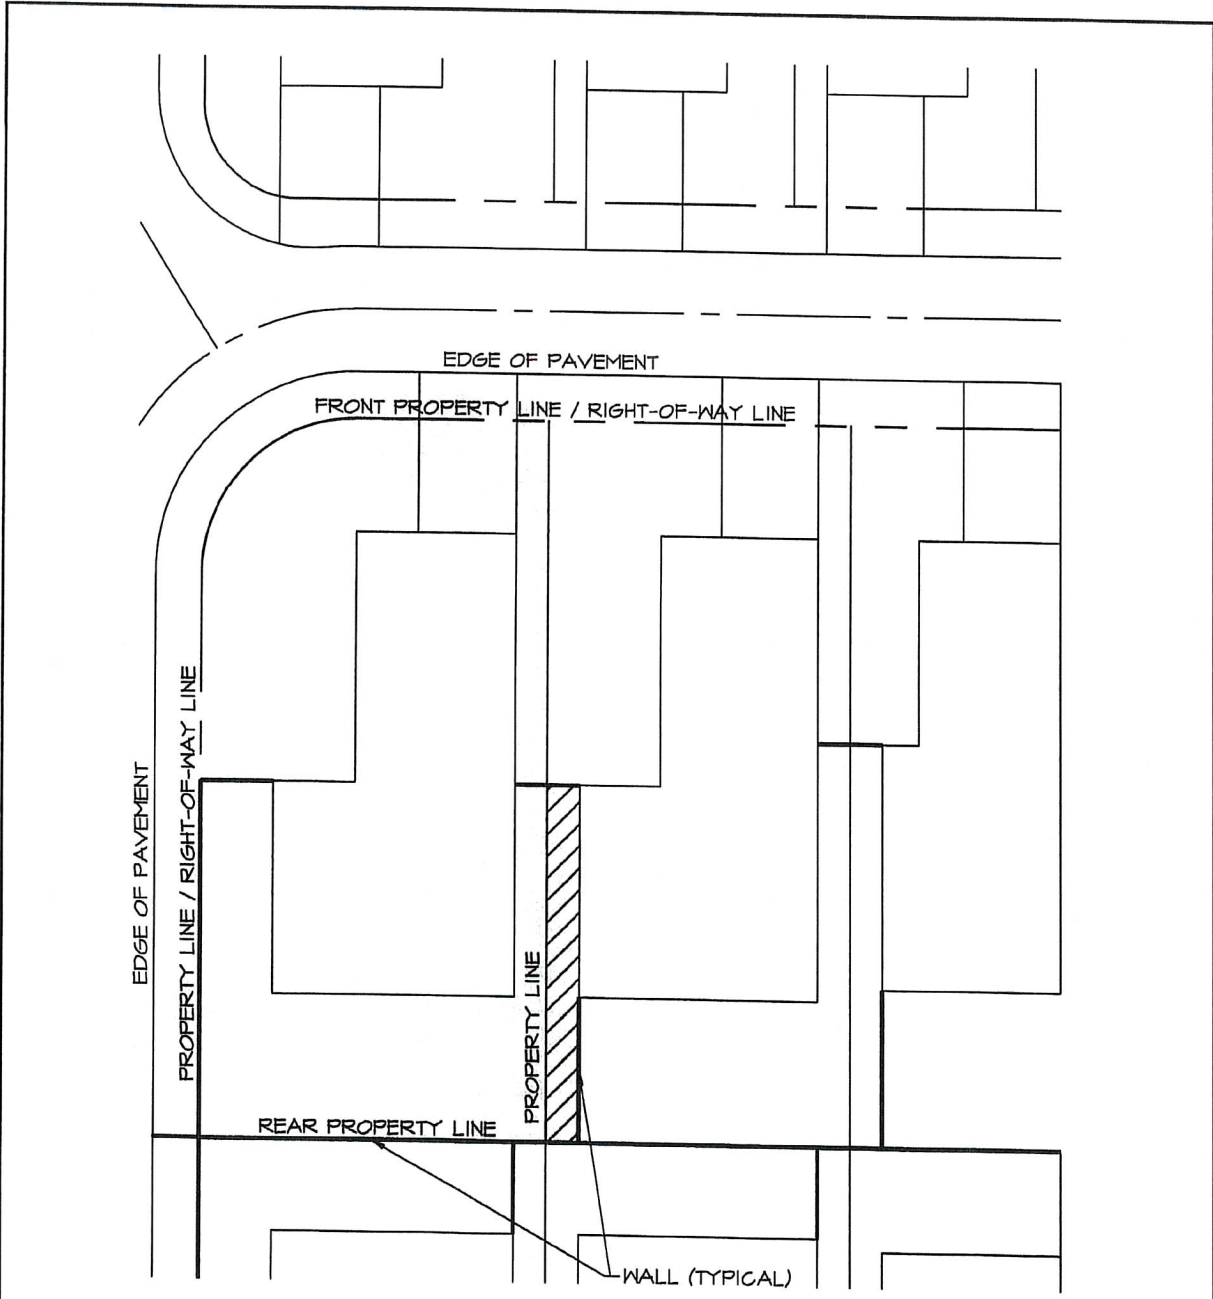 EDGE OF PAVEMENT
FRONT PROPERTY LINE / RIGHT-OF-WAY LINE
PROPERTY LINE / RIGHT-OF-WAY LINE
EDGE OF PAVEMENT
PROPERTY LINE
REAR PROPERTY LINE
WALL (TYPICAL)